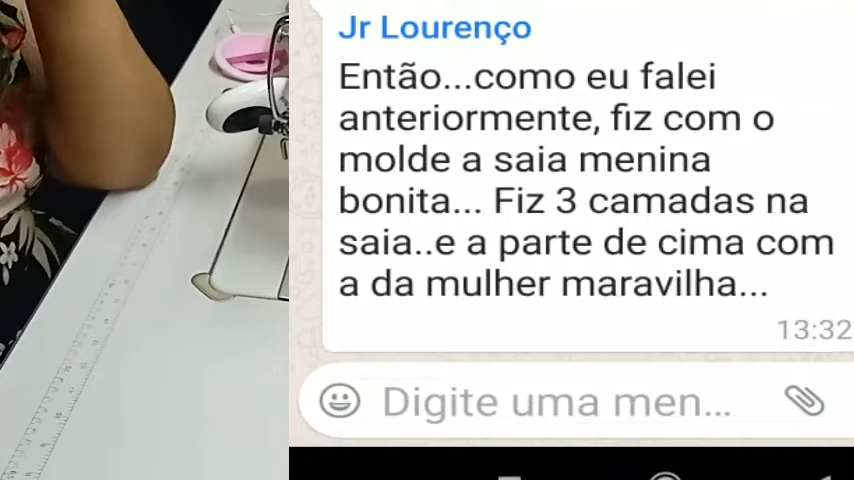 Jr Lourenço
Então...como eu falei
anteriormente, fiz com o
molde a saia menina
bonita... Fiz 3 camadas na
saia..e a parte de cima com
a da mulher maravilha...
13:32
Digite uma men...